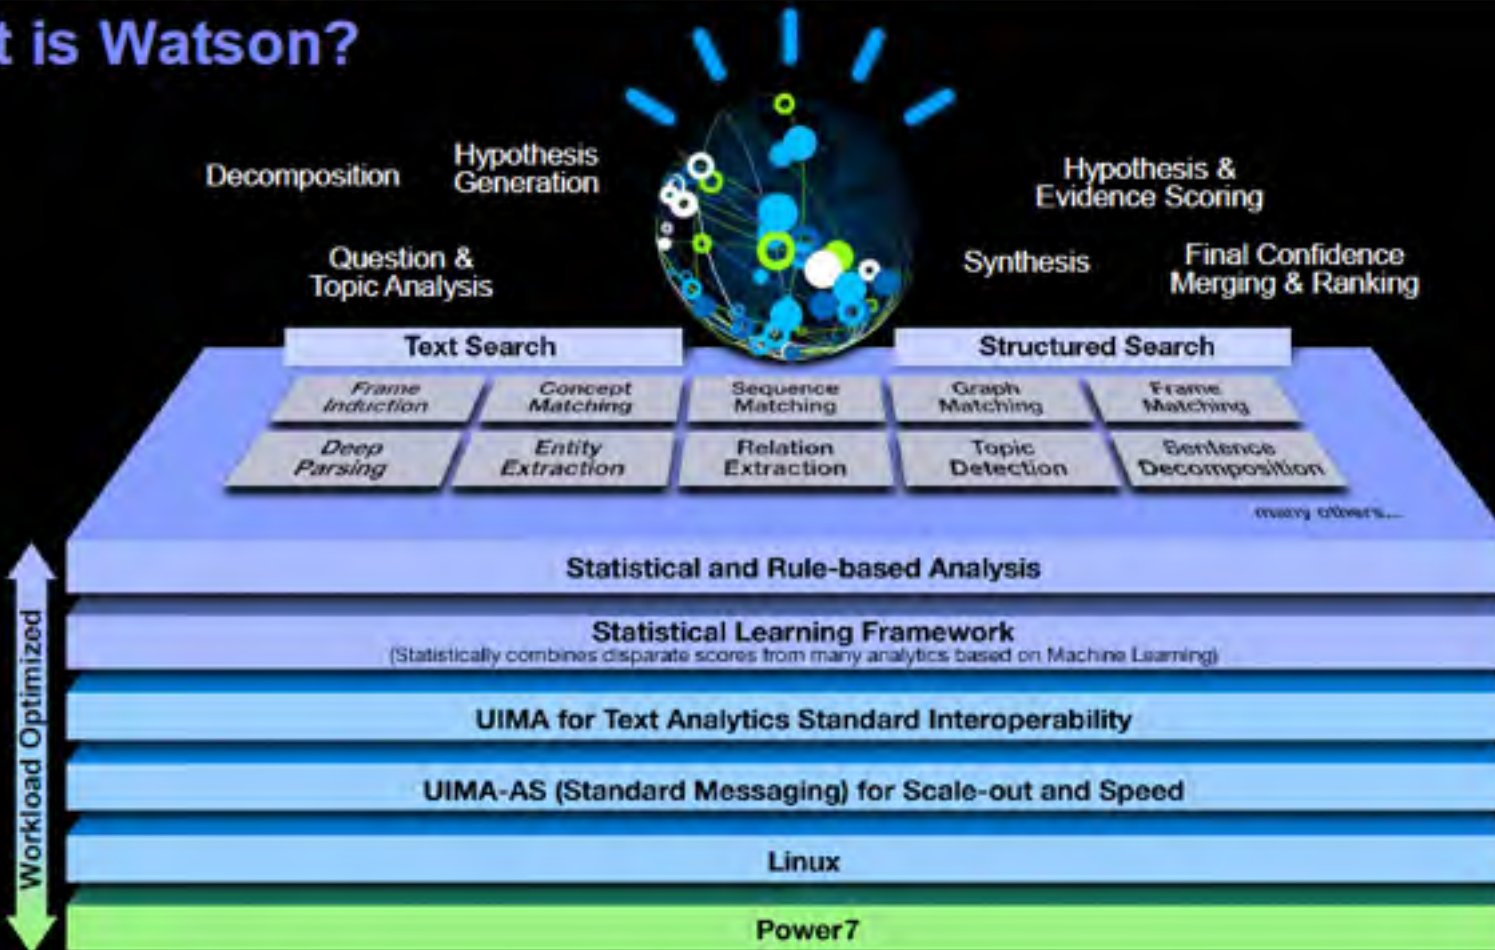 t is Watson?
Decomposition
Hypothesis
Generation
Question &
Topic Analysis
Hypothesis &
Evidence Scoring
Synthesis
Final Confidence
Merging & Ranking
Text Search
Structured Search
Frame
Induction
Concept
Matching
Sequence
Matching
Graph
Matching
Frame
Matching
Deep
Parsing
Entity
Extraction
Relation
Extraction
Topic
Detection
Sentence
Decomposition
many others...
Workload Optimized
Statistical and Rule-based Analysis
Statistical Learning Framework
(Statistically combines disparate scores from many analytics based on Machine Learning)
UIMA for Text Analytics Standard Interoperability
UIMA-AS (Standard Messaging) for Scale-out and Speed
Linux
Power7